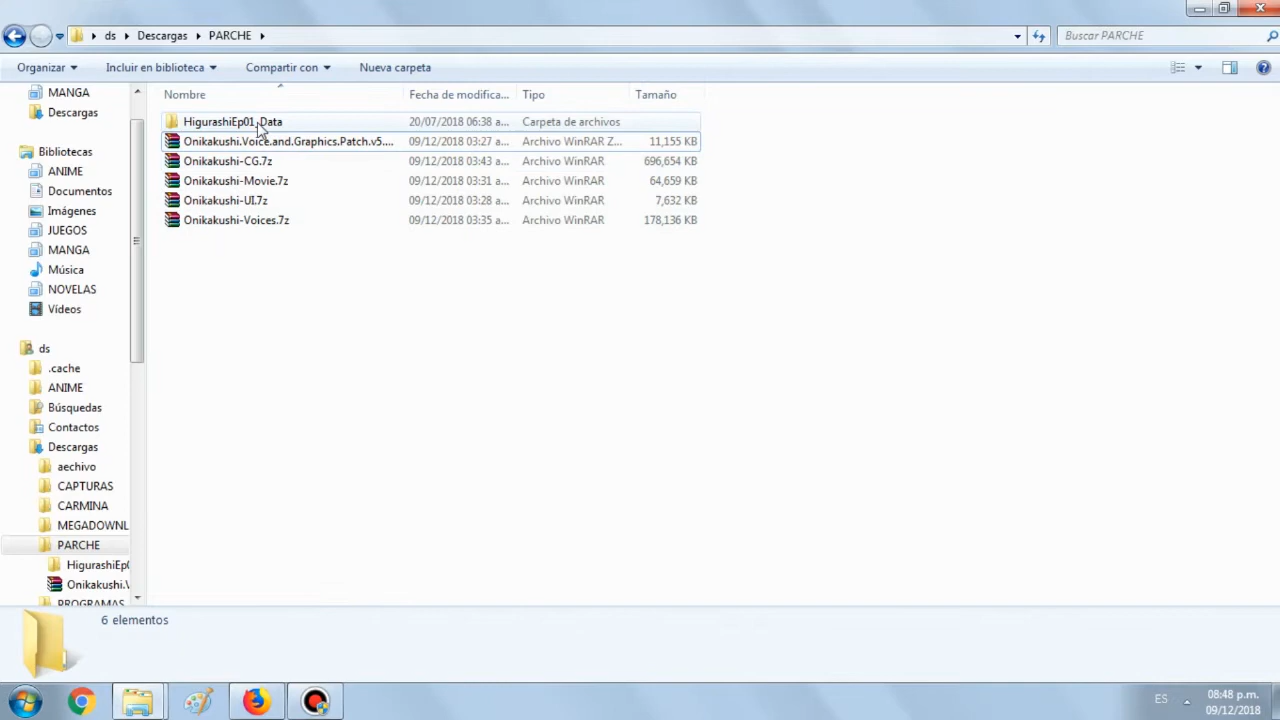 ds Descargas PARCHE
Buscar PARCHE
Organizar Incluir en biblioteca Compartir con Nueva carpeta
MANGA
Descargas
Bibliotecas
ANIME
Documentos
Imágenes
JUEGOS
MANGA
Música
NOVELAS
Vídeos
ds
.cache
ANIME
Búsquedas
Contactos
Descargas
aechivo
CAPTURAS
CARMINA
MEGADOWNL
PARCHE
HigurashiEp0
Onikakushi.V
PROGRAMAS
Nombre Fecha de modifica... Tipo Tamaño
HigurashiEp01_Data 20/07/2018 06:38 a... Carpeta de archivos
Onikakushi.Voice.and.Graphics.Patch.v5.... 09/12/2018 03:27 a... Archivo WinRAR Z... 11,155 KB
Onikakushi-CG.7z 09/12/2018 03:43 a... Archivo WinRAR 696,654 KB
Onikakushi-Movie.7z 09/12/2018 03:31 a... Archivo WinRAR 64,659 KB
Onikakushi-UI.7z 09/12/2018 03:28 a... Archivo WinRAR 7,632 KB
Onikakushi-Voices.7z 09/12/2018 03:35 a... Archivo WinRAR 178,136 KB
6 elementos
ES
08:48 p.m.
09/12/2018